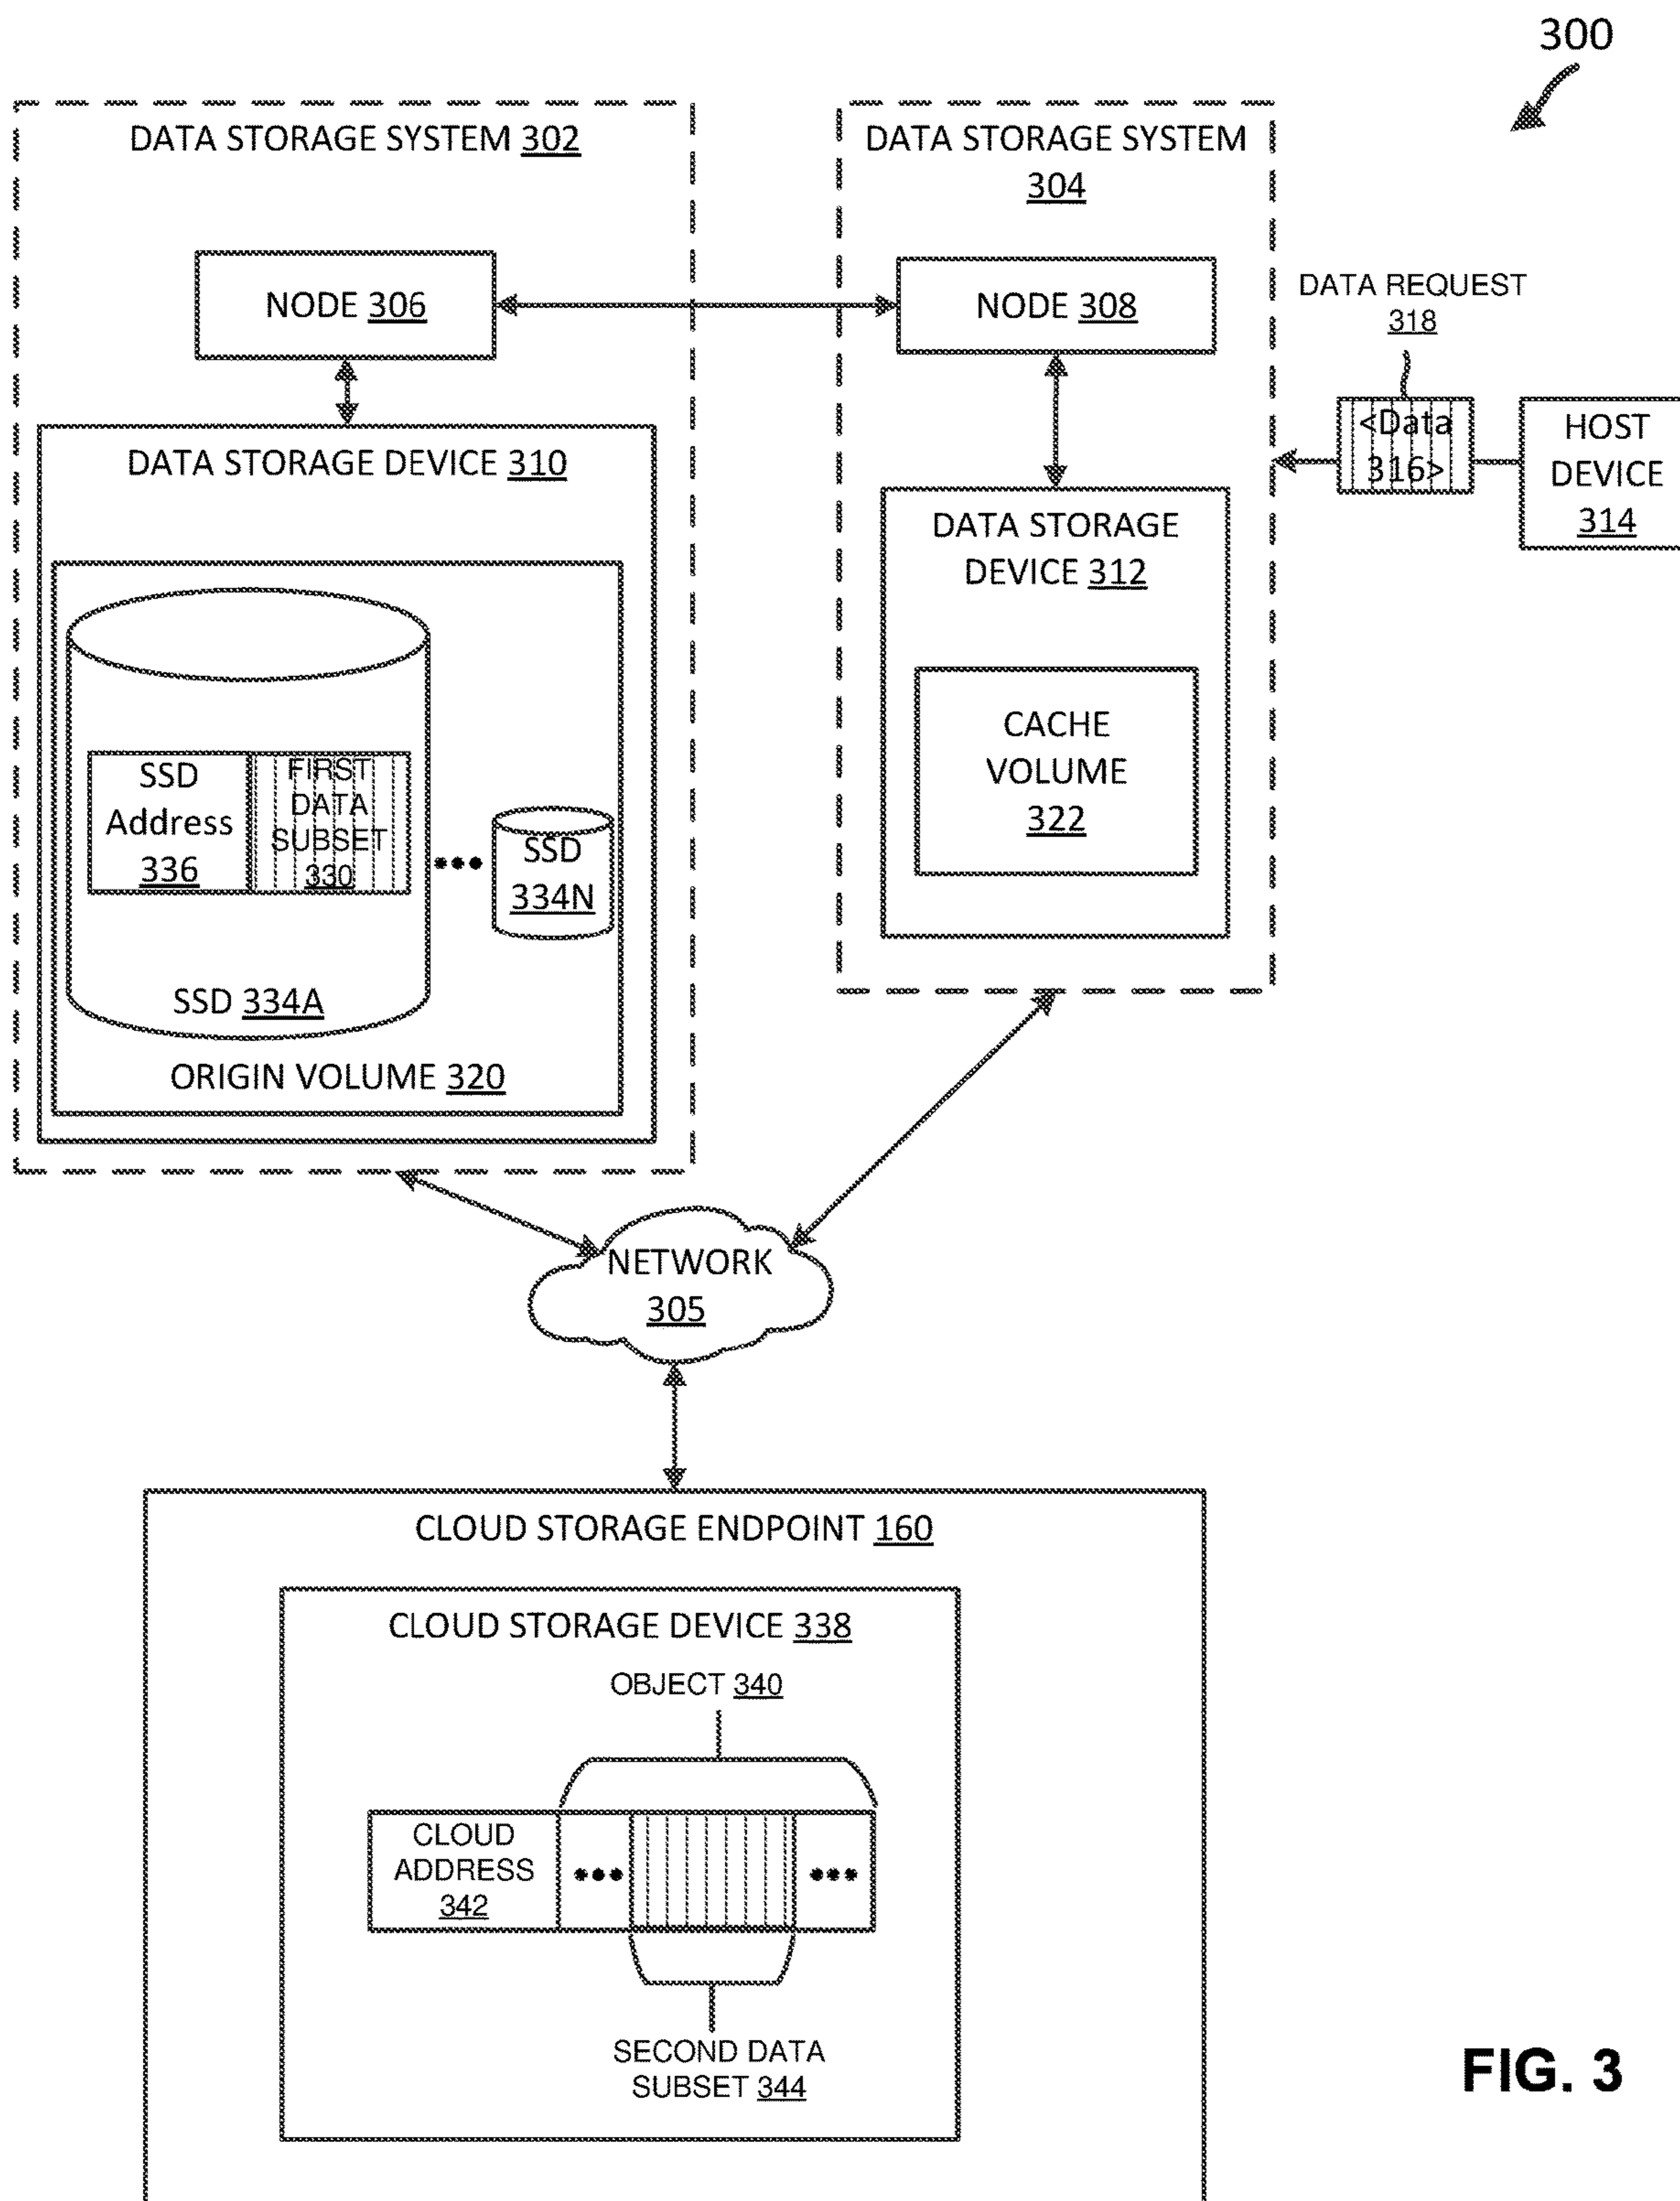 300
DATA STORAGE SYSTEM 302
NODE 306
DATA STORAGE DEVICE 310
SSD
Address
336
FIRST
DATA
SUBSET
330
SSD
334N
SSD 334A
ORIGIN VOLUME 320
DATA STORAGE SYSTEM
304
NODE 308
DATA STORAGE
DEVICE 312
CACHE
VOLUME
322
DATA REQUEST
318
<Data
316>
HOST
DEVICE
314
NETWORK
305
CLOUD STORAGE ENDPOINT 160
CLOUD STORAGE DEVICE 338
OBJECT 340
CLOUD
ADDRESS
342
SECOND DATA
SUBSET 344
FIG. 3